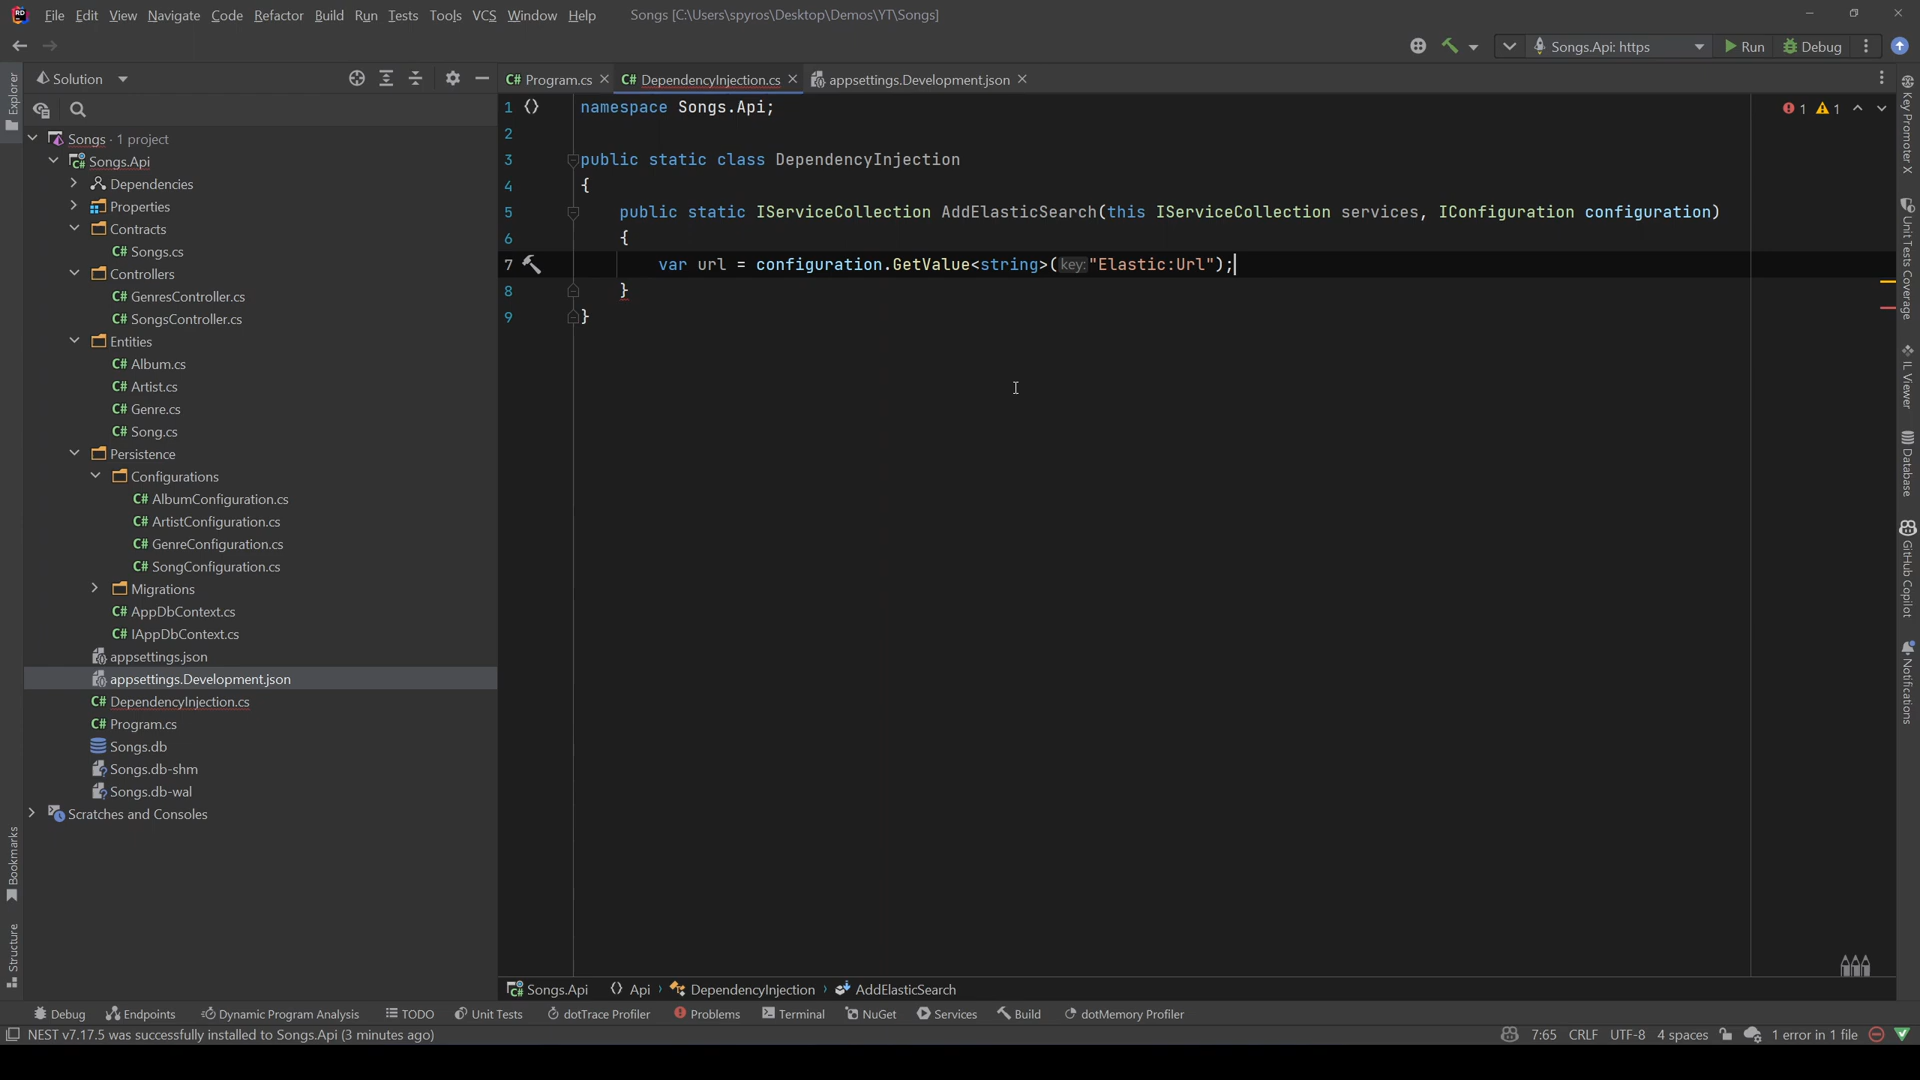 File Edit View Navigate Code Refactor Build Run Tests Tools VCS Window Help Songs [C:\Users\spyros\Desktop\Demos\YT\Songs]
Songs.Api: https Run Debug
Explorer
Solution
Program.cs
DependencyInjection.cs
appsettings.Development.json
Songs · 1 project
Songs.Api
Dependencies
Properties
Contracts
C# Songs.cs
Controllers
C# GenresController.cs
C# SongsController.cs
Entities
C# Album.cs
C# Artist.cs
C# Genre.cs
C# Song.cs
Persistence
Configurations
C# AlbumConfiguration.cs
C# ArtistConfiguration.cs
C# GenreConfiguration.cs
C# SongConfiguration.cs
Migrations
C# AppDbContext.cs
C# IAppDbContext.cs
appsettings.json
appsettings.Development.json
C# DependencyInjection.cs
C# Program.cs
Songs.db
Songs.db-shm
Songs.db-wal
Scratches and Consoles
Bookmarks
Structure
1 namespace Songs.Api;
2
3 public static class DependencyInjection
4 {
5 public static IServiceCollection AddElasticSearch(this IServiceCollection services, IConfiguration configuration)
6 {
7 var url = configuration.GetValue<string>(key:"Elastic:Url");
8 }
9 }
1 1
Key Promoter X
Unit Tests Coverage
IL Viewer
Database
GitHub Copilot
Notifications
Songs.Api Api DependencyInjection AddElasticSearch
Debug Endpoints Dynamic Program Analysis TODO Unit Tests dotTrace Profiler Problems Terminal NuGet Services Build dotMemory Profiler
NEST v7.17.5 was successfully installed to Songs.Api (3 minutes ago) 7:65 CRLF UTF-8 4 spaces 1 error in 1 file